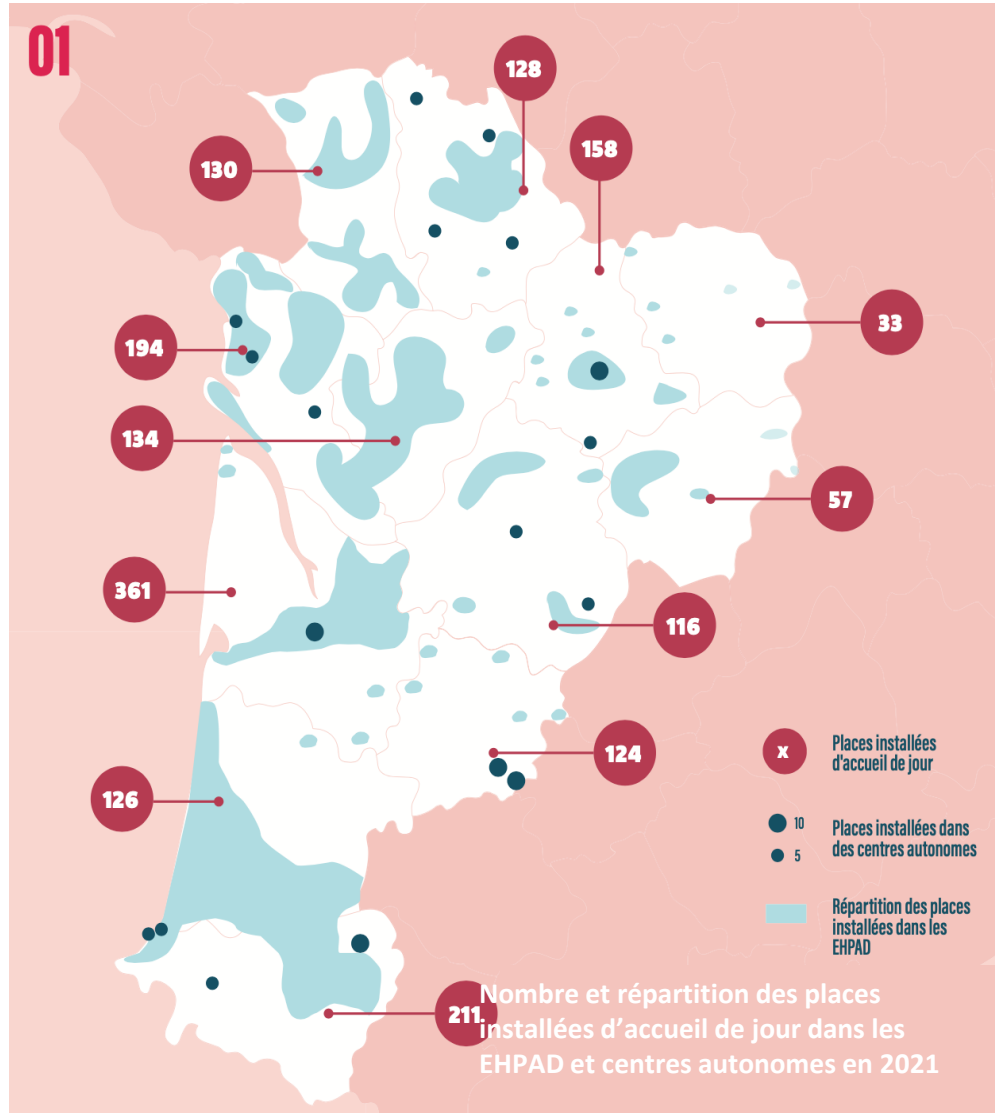 01
128
158
130
33
194
134
57
361
116
124
126
211
x
Places installées
d'accueil de jour
10
5
Places installées dans
des centres autonomes
Répartition des places
installées dans les
EHPAD
Nombre et répartition des places
installées d’accueil de jour dans les
EHPAD et centres autonomes en 2021